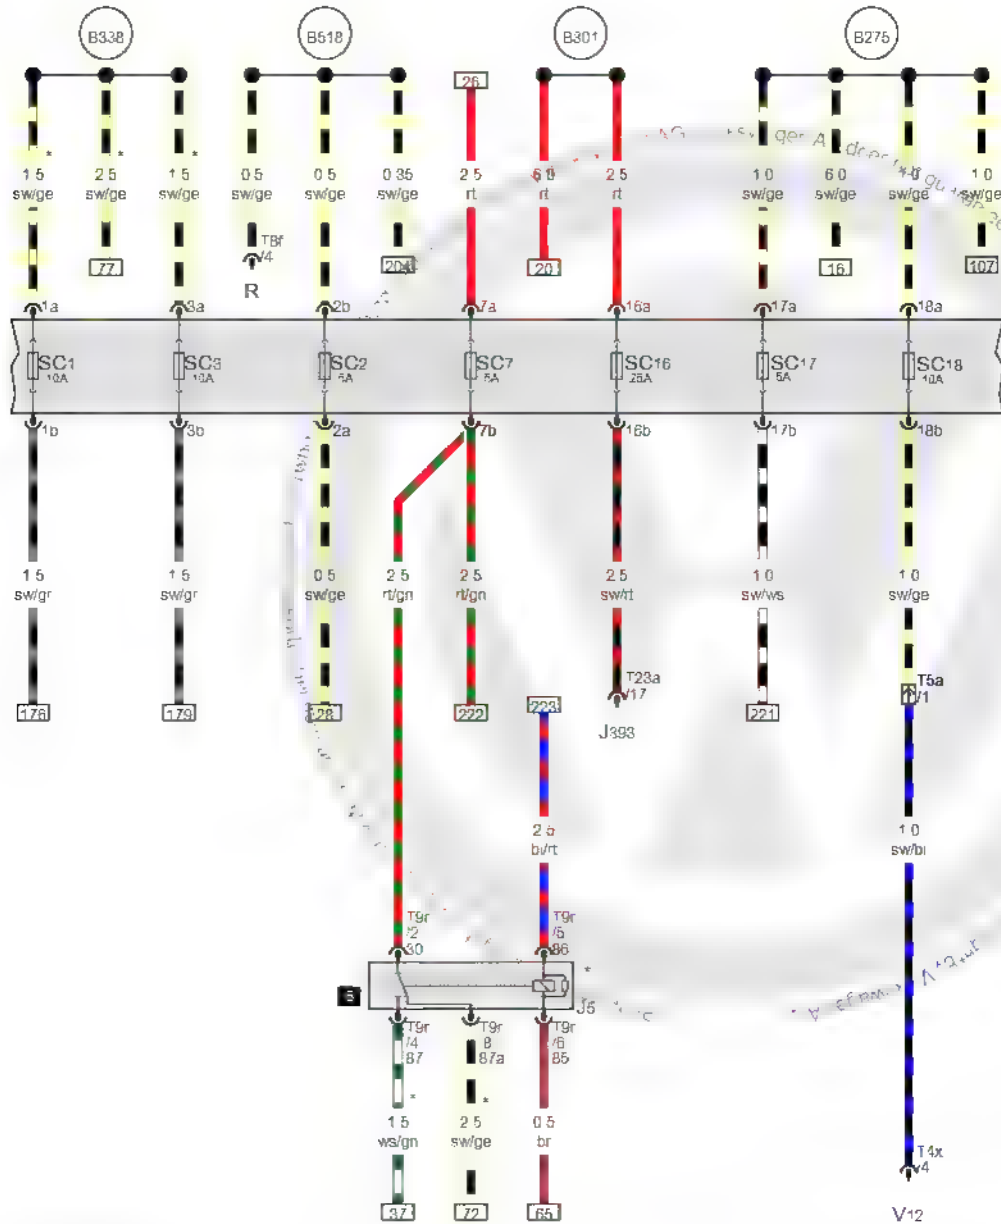 B338 B518 B301 B275
26
1 5 2 5 * 1 5 * 0 5 0 5 0 35 2 5 6 0 2 5 1 0 6 0 1 0 1 0
sw/ge sw/ge sw/ge sw/ge sw/ge sw/ge rt rt rt sw/ge sw/ge sw/ge sw/ge
T8f
/4
77 20 16 107
R
1a 3a 2b 7a 16a 17a 18a
SC1 SC3 SC2 SC7 SC16 SC17 SC18
10A 10A 5A 5A 25A 5A 10A
1b 3b 2a 7b 16b 17b 18b
1 5 1 5 0 5 2 5 2 5 2 5 1 0 1 0
sw/gr sw/gr sw/ge rt/gn rt/gn sw/rt sw/ws sw/ge
T23a
/17
T5a
/1
176 179 28 222 223 221
J393
2 5
bl/rt
1 0
sw/bl
T9r
/2
30
T9r
/5
86
*
J5
T9r
/4
87
T9r
8
87a
T9r
/6
85
* *
1 5 2 5 0 5
ws/gn sw/ge br
T4x
/4
37 72 65
V12